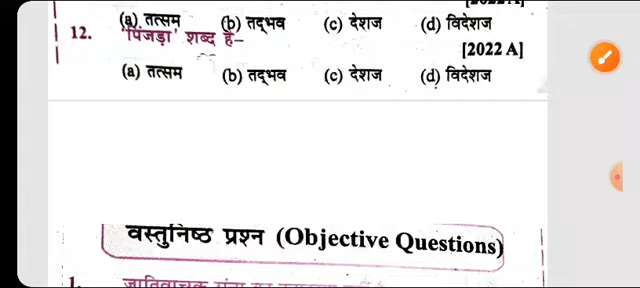 (a) तत्सम (b) तद्भव (c) देशज (d) विदेशज
12. 'पिंजड़ा' शब्द है–
[2022 A]
(a) तत्सम (b) तद्भव (c) देशज (d) विदेशज
वस्तुनिष्ठ प्रश्न (Objective Questions)
1.